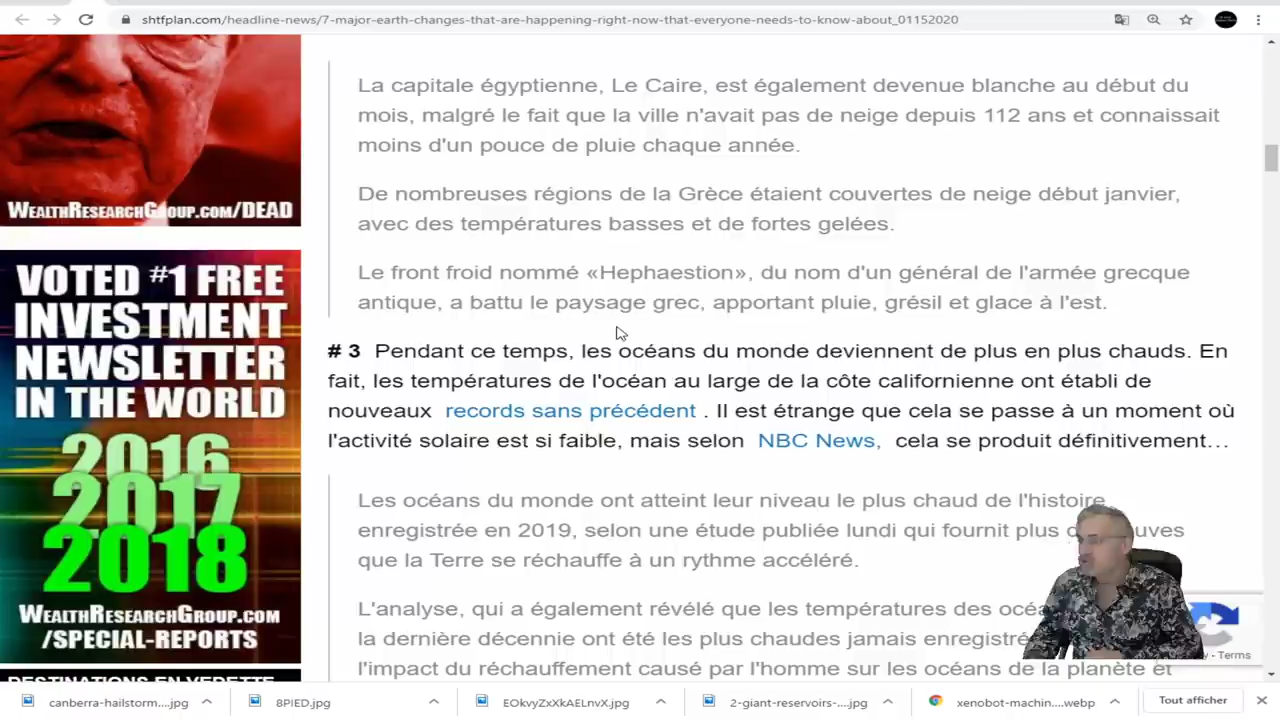 shtfplan.com/headline-news/7-major-earth-changes-that-are-happening-right-now-that-everyone-needs-to-know-about_01152020
WEALTHRESEARCHGROUP.COM/DEAD
VOTED #1 FREE
INVESTMENT
NEWSLETTER
IN THE WORLD
2016
2017
2018
WEALTHRESEARCHGROUP.COM
/SPECIAL-REPORTS
DESTINATIONS EN VEDETTE
La capitale égyptienne, Le Caire, est également devenue blanche au début du
mois, malgré le fait que la ville n'avait pas de neige depuis 112 ans et connaissait
moins d'un pouce de pluie chaque année.
De nombreuses régions de la Grèce étaient couvertes de neige début janvier,
avec des températures basses et de fortes gelées.
Le front froid nommé «Hephaestion», du nom d'un général de l'armée grecque
antique, a battu le paysage grec, apportant pluie, grésil et glace à l'est.
# 3 Pendant ce temps, les océans du monde deviennent de plus en plus chauds. En
fait, les températures de l'océan au large de la côte californienne ont établi de
nouveaux records sans précédent . Il est étrange que cela se passe à un moment où
l'activité solaire est si faible, mais selon NBC News, cela se produit définitivement…
Les océans du monde ont atteint leur niveau le plus chaud de l'histoire
enregistrée en 2019, selon une étude publiée lundi qui fournit plus
que la Terre se réchauffe à un rythme accéléré.
L'analyse, qui a également révélé que les températures des
la dernière décennie ont été les plus chaudes jamais
l'impact du réchauffement causé par l'homme sur les océans de la planète et
- Terms
canberra-hailstorm....jpg
8PIED.jpg
EOkvyZxXkAELnvX.jpg
2-giant-reservoirs-....jpg
xenobot-machin....webp
Tout afficher